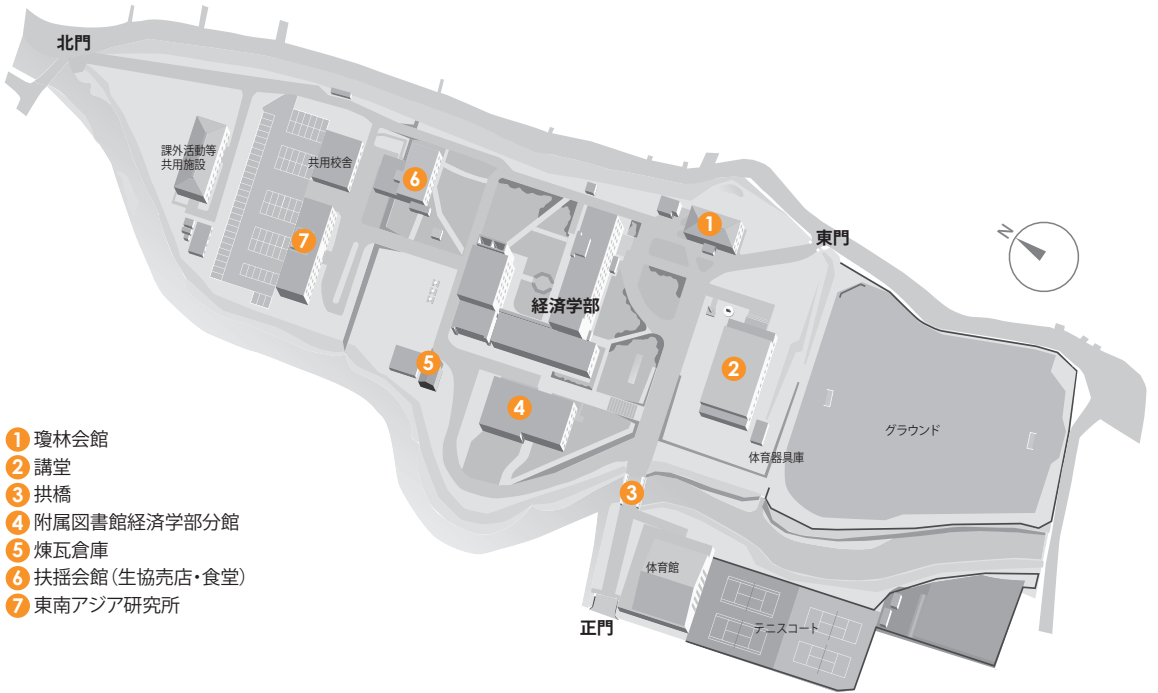 北門
課外活動等
共用施設
共用校舎
6
7
1
東門
N
経済学部
5
2
4
グラウンド
体育器具庫
3
体育館
テニスコート
正門
1 瓊林会館
2 講堂
3 拱橋
4 附属図書館経済学部分館
5 煉瓦倉庫
6 扶揺会館（生協売店・食堂）
7 東南アジア研究所